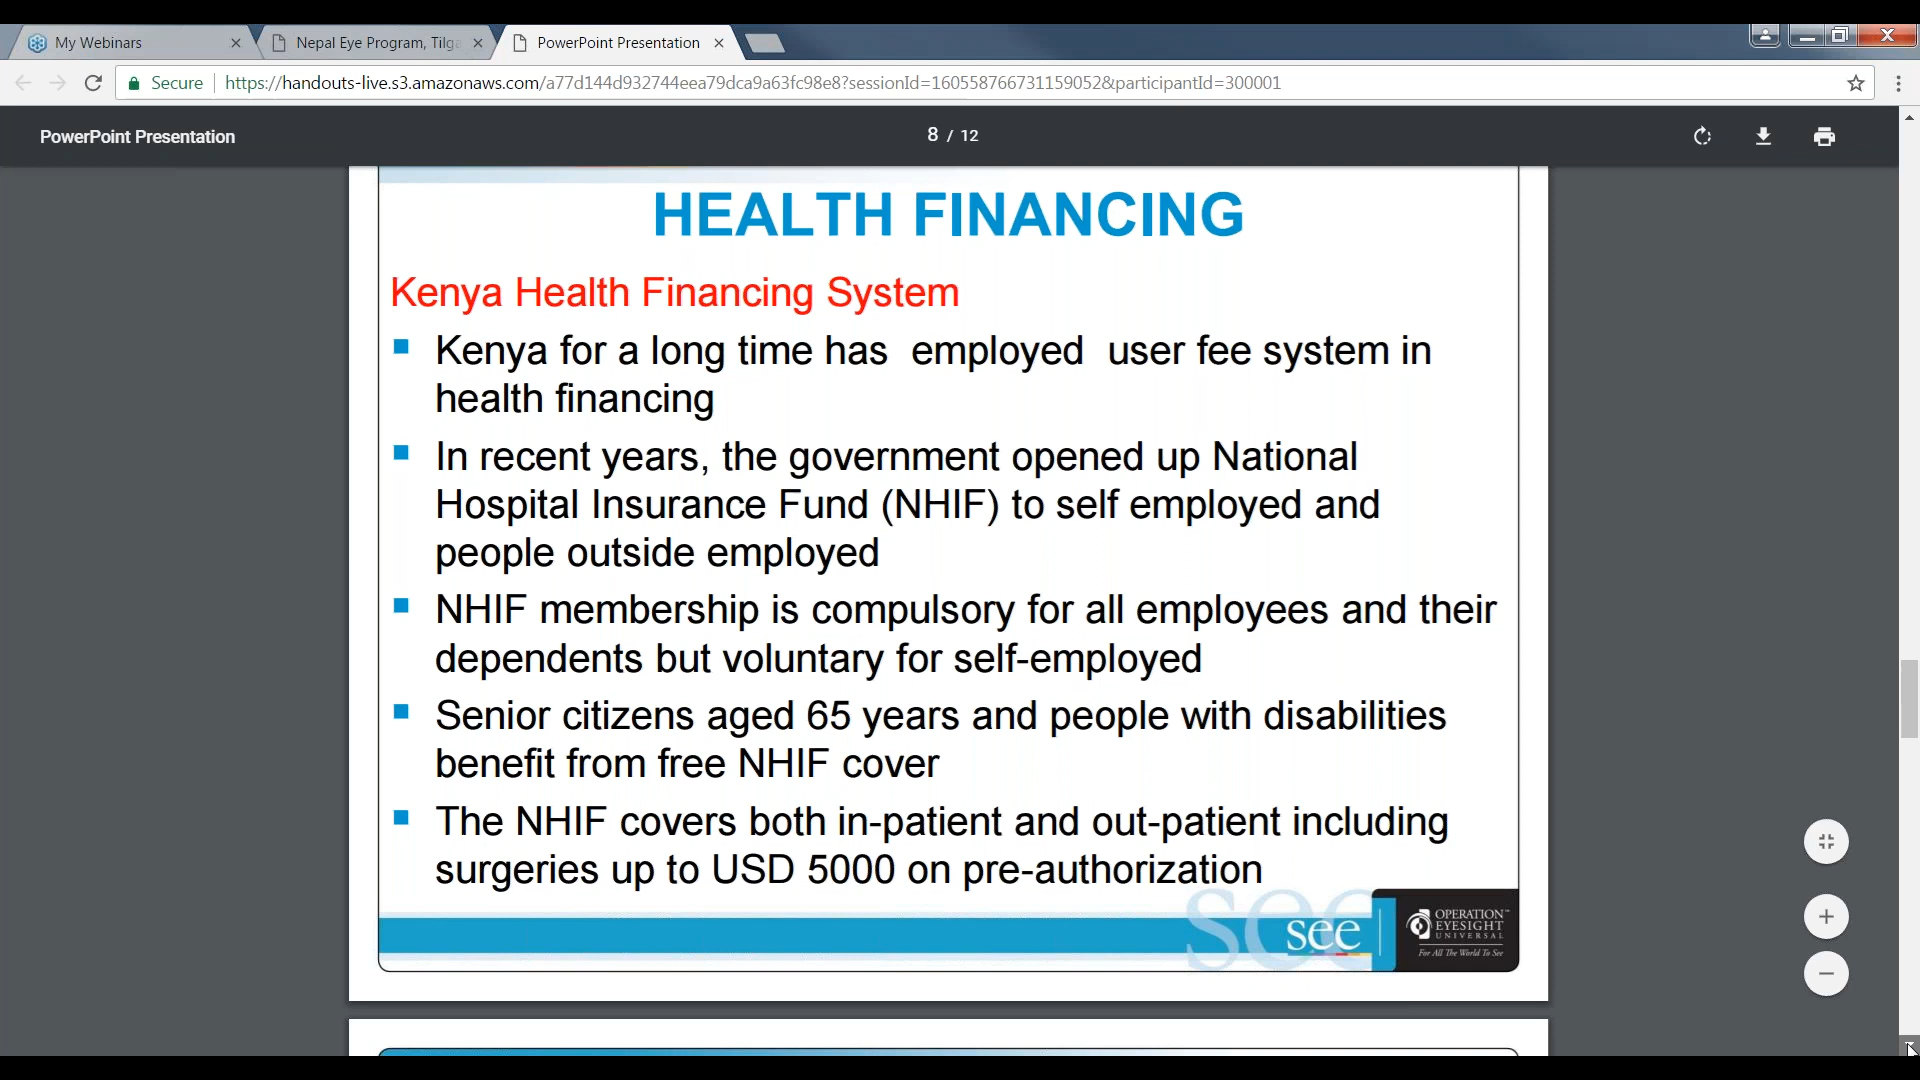 My Webinars
Nepal Eye Program, Tilga
PowerPoint Presentation
Secure
https://handouts-live.s3.amazonaws.com/a77d144d932744eea79dca9a63fc98e8?sessionId=1605587667311590528&participantId=300001
PowerPoint Presentation
8 / 12
HEALTH FINANCING
Kenya Health Financing System
Kenya for a long time has employed user fee system in
health financing
In recent years, the government opened up National
Hospital Insurance Fund (NHIF) to self employed and
people outside employed
NHIF membership is compulsory for all employees and their
dependents but voluntary for self-employed
Senior citizens aged 65 years and people with disabilities
benefit from free NHIF cover
The NHIF covers both in-patient and out-patient including
surgeries up to USD 5000 on pre-authorization
see
see
OPERATION™
EYESIGHT
UNIVERSAL
For All The World To See